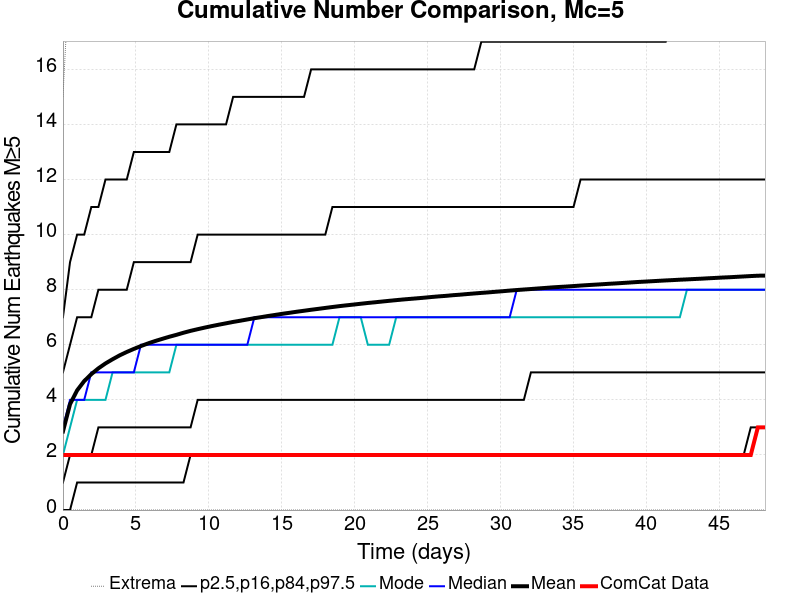 Cumulative Number Comparison, Mc=5
Cumulative Num Earthquakes M≥5
16
14
12
10
8
6
4
2
0
0 5 10 15 20 25 30 35 40 45
Time (days)
Extrema p2.5,p16,p84,p97.5 Mode Median Mean ComCat Data